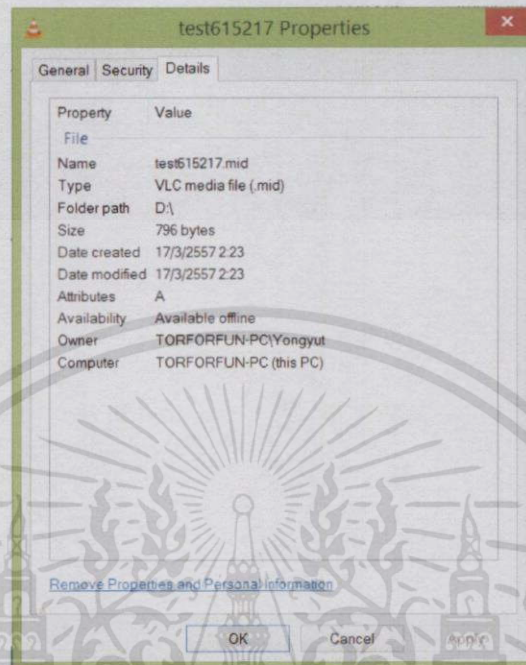 test615217 Properties
General Security Details
Property Value
File
Name test615217.mid
Type VLC media file (.mid)
Folder path D:\
Size 796 bytes
Date created 17/3/2557 2:23
Date modified 17/3/2557 2:23
Attributes A
Availability Available offline
Owner TORFORFUN-PC\Yongyut
Computer TORFORFUN-PC (this PC)
Remove Properties and Personal Information
OK Cancel Apply